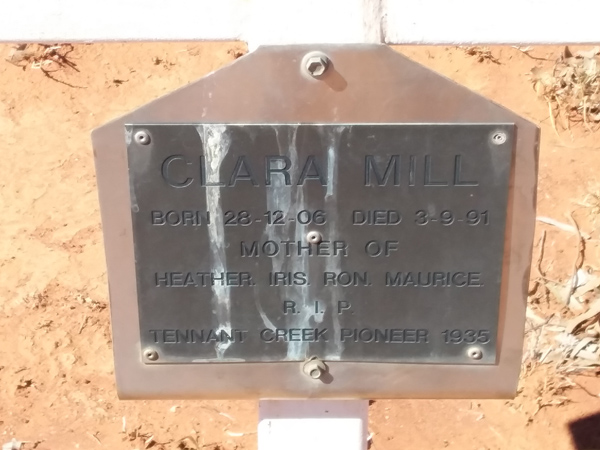 CLARA MILL
BORN 28-12-06 DIED 3-9-91
MOTHER OF
HEATHER. IRIS. RON. MAURICE.
R. I. P.
TENNANT CREEK PIONEER 1935